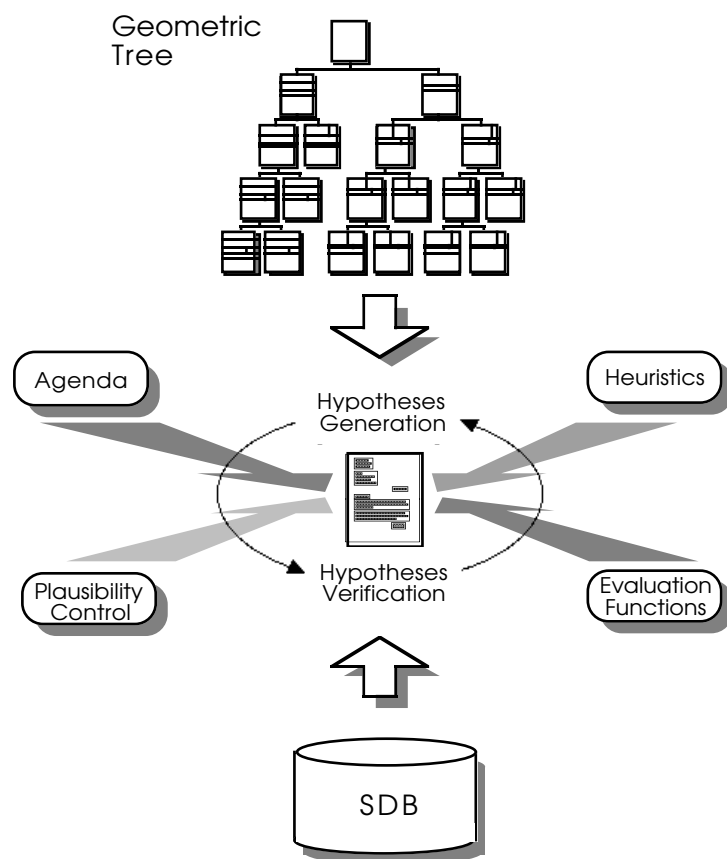 Geometric
Tree
Agenda
Heuristics
Hypotheses
Generation
Hypotheses
Verification
Plausibility
Control
Evaluation
Functions
SDB